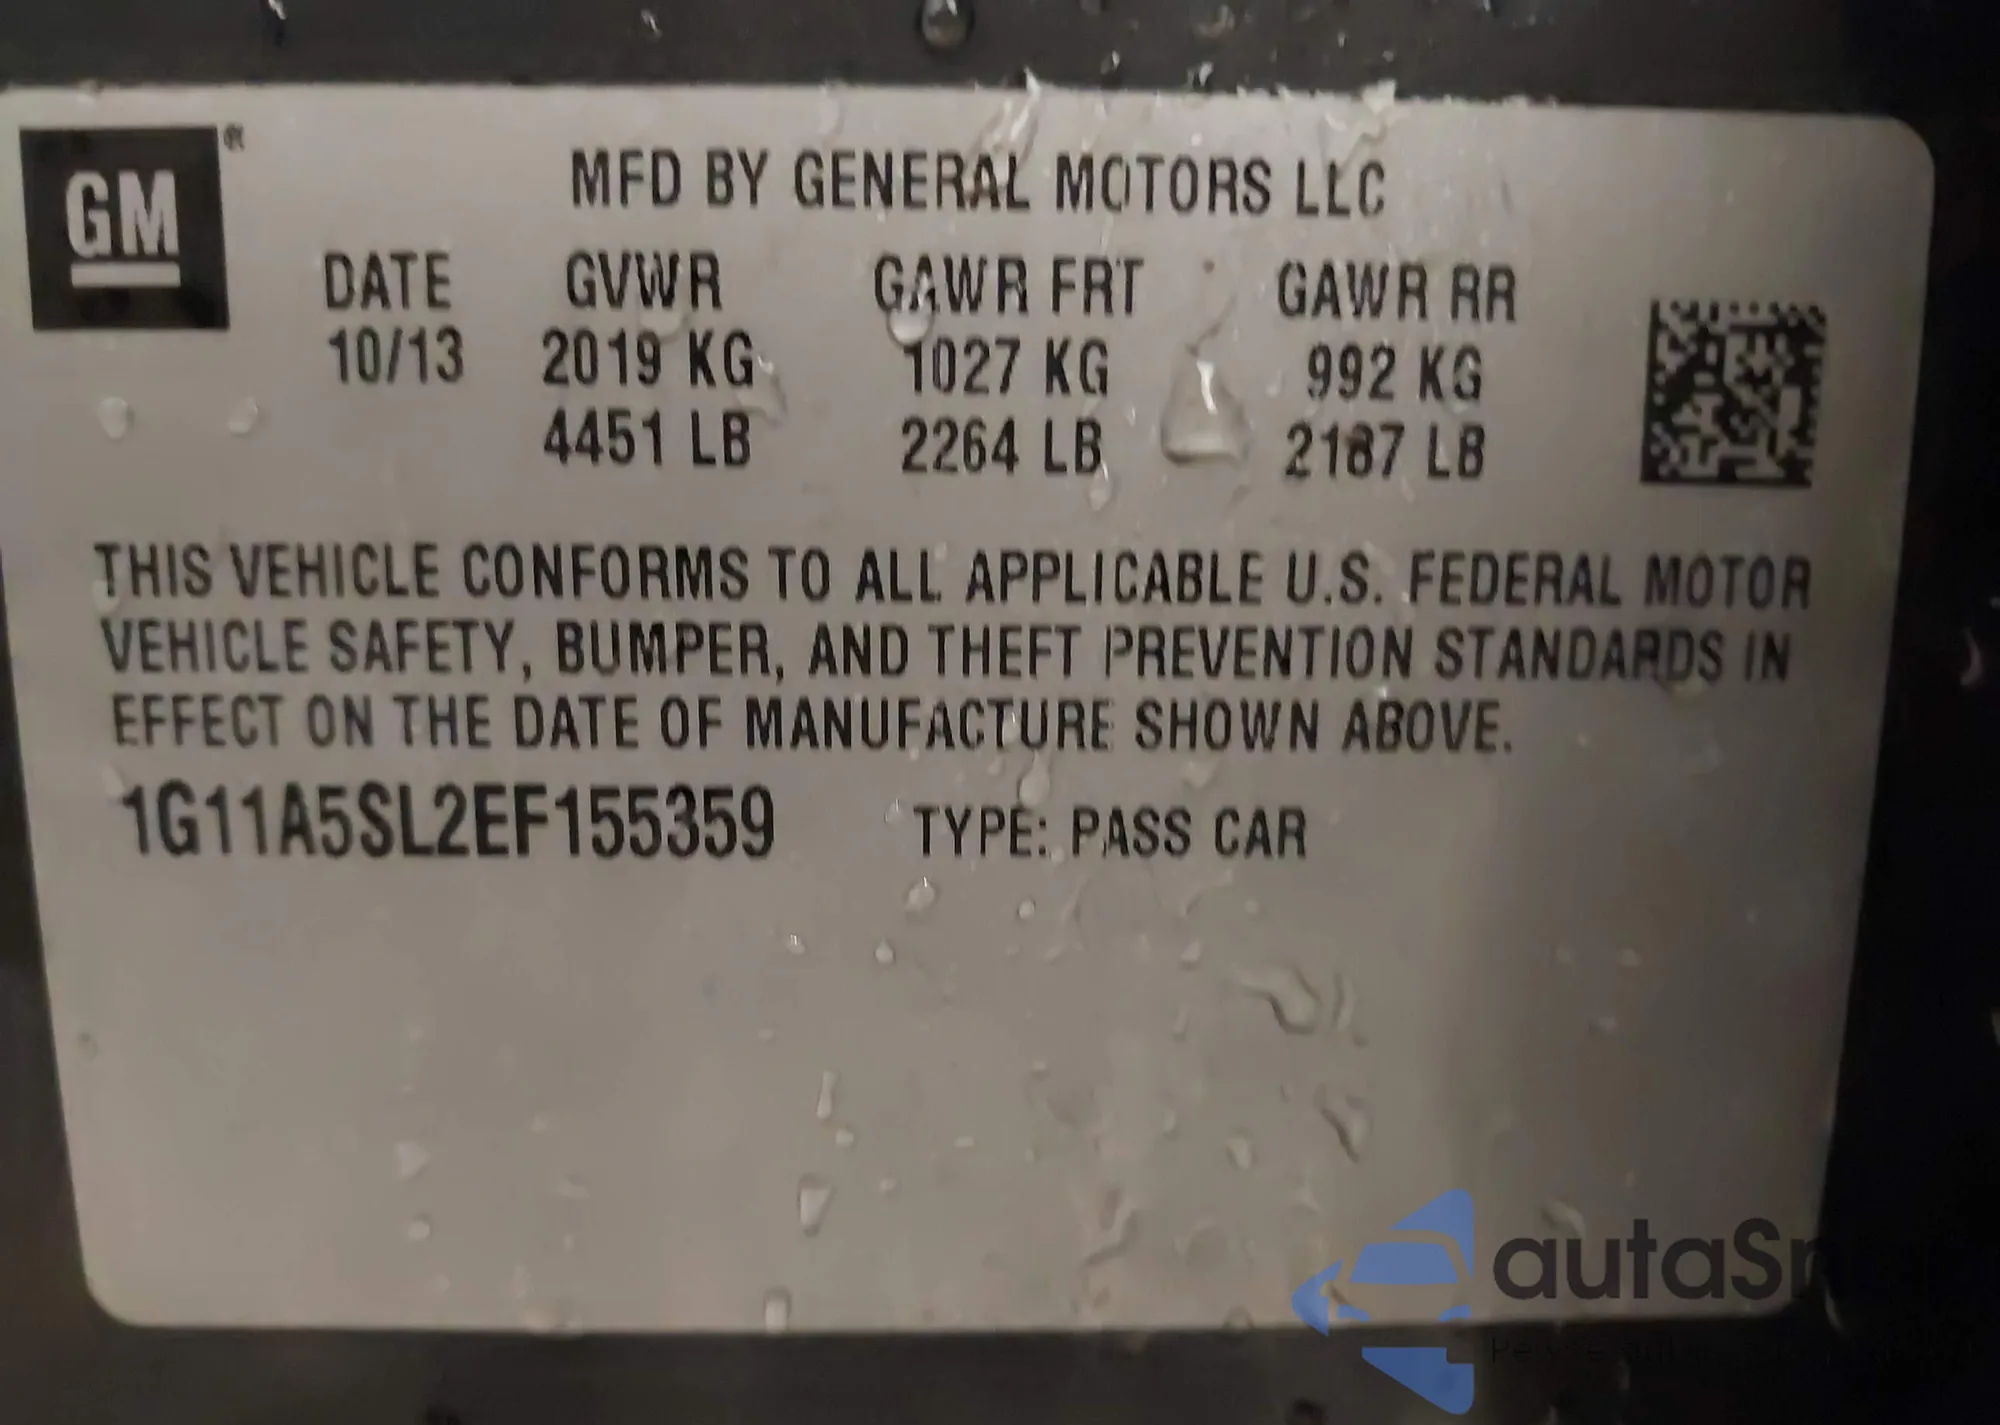 GM®
MFD BY GENERAL MOTORS LLC
DATE GVWR GAWR FRT GAWR RR
10/13 2019 KG 1027 KG 992 KG
4451 LB 2264 LB 2187 LB
THIS VEHICLE CONFORMS TO ALL APPLICABLE U.S. FEDERAL MOTOR
VEHICLE SAFETY, BUMPER, AND THEFT PREVENTION STANDARDS IN
EFFECT ON THE DATE OF MANUFACTURE SHOWN ABOVE.
1G11A5SL2EF155359 TYPE: PASS CAR
autaSn